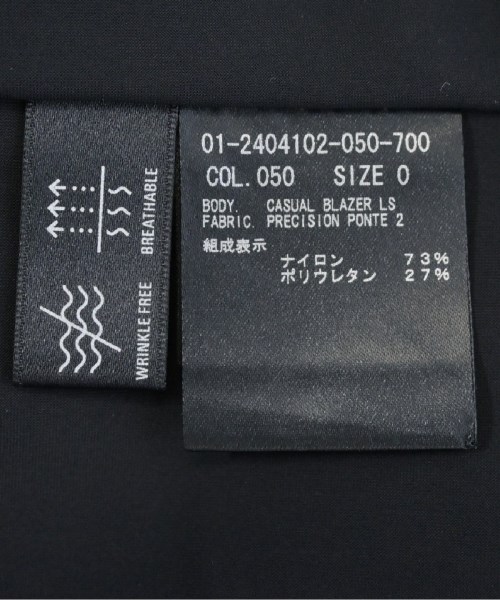 BREATHABLE
WRINKLE FREE
01-2404102-050-700
COL.050 SIZE 0
BODY. CASUAL BLAZER LS
FABRIC. PRECISION PONTE 2
組成表示
ナイロン 73%
ポリウレタン 27%